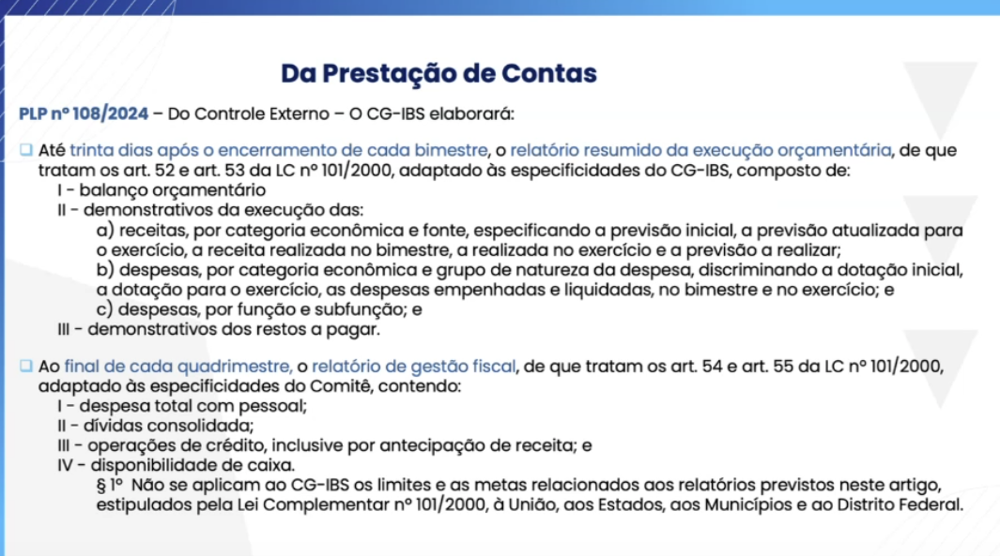 Da Prestação de Contas
PLP nº 108/2024 – Do Controle Externo – O CG-IBS elaborará:
Até trinta dias após o encerramento de cada bimestre, o relatório resumido da execução orçamentária, de que
tratam os art. 52 e art. 53 da LC nº 101/2000, adaptado às especificidades do CG-IBS, composto de:
I - balanço orçamentário
II - demonstrativos da execução das:
a) receitas, por categoria econômica e fonte, especificando a previsão inicial, a previsão atualizada para
o exercício, a receita realizada no bimestre, a realizada no exercício e a previsão a realizar;
b) despesas, por categoria econômica e grupo de natureza da despesa, discriminando a dotação inicial,
a dotação para o exercício, as despesas empenhadas e liquidadas, no bimestre e no exercício; e
c) despesas, por função e subfunção; e
III - demonstrativos dos restos a pagar.
Ao final de cada quadrimestre, o relatório de gestão fiscal, de que tratam os art. 54 e art. 55 da LC nº 101/2000,
adaptado às especificidades do Comitê, contendo:
I - despesa total com pessoal;
II - dívidas consolidada;
III - operações de crédito, inclusive por antecipação de receita; e
IV - disponibilidade de caixa.
§ 1º Não se aplicam ao CG-IBS os limites e as metas relacionados aos relatórios previstos neste artigo,
estipulados pela Lei Complementar nº 101/2000, à União, aos Estados, aos Municípios e ao Distrito Federal.